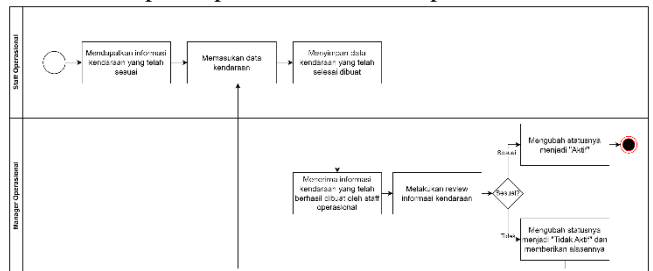 Staff Operasional
Mendapatkan informasi
kendaraan yang telah
sesuai
Memasukan data
kendaraan
Menyimpan data
kendaraan yang telah
selesai dibuat
Manager Operasional
Menerima informasi
kendaraan yang telah
berhasil dibuat oleh staff
operasional
Melakukan review
informasi kendaraan
Sesuai?
Sesuai
Mengubah statusnya
menjadi "Aktif"
Tidak
Mengubah statusnya
menjadi "Tidak Aktif" dan
memberikan alasannya